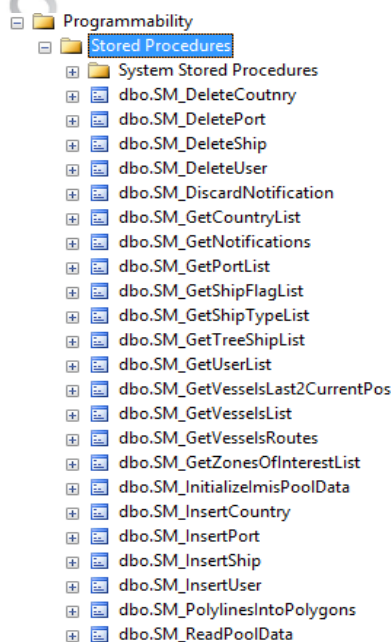 Programmability
Stored Procedures
System Stored Procedures
dbo.SM_DeleteCoutnry
dbo.SM_DeletePort
dbo.SM_DeleteShip
dbo.SM_DeleteUser
dbo.SM_DiscardNotification
dbo.SM_GetCountryList
dbo.SM_GetNotifications
dbo.SM_GetPortList
dbo.SM_GetShipFlagList
dbo.SM_GetShipTypeList
dbo.SM_GetTreeShipList
dbo.SM_GetUserList
dbo.SM_GetVesselsLast2CurrentPos
dbo.SM_GetVesselsList
dbo.SM_GetVesselsRoutes
dbo.SM_GetZonesOfInterestList
dbo.SM_InitializeImisPoolData
dbo.SM_InsertCountry
dbo.SM_InsertPort
dbo.SM_InsertShip
dbo.SM_InsertUser
dbo.SM_PolylinesIntoPolygons
dbo.SM_ReadPoolData